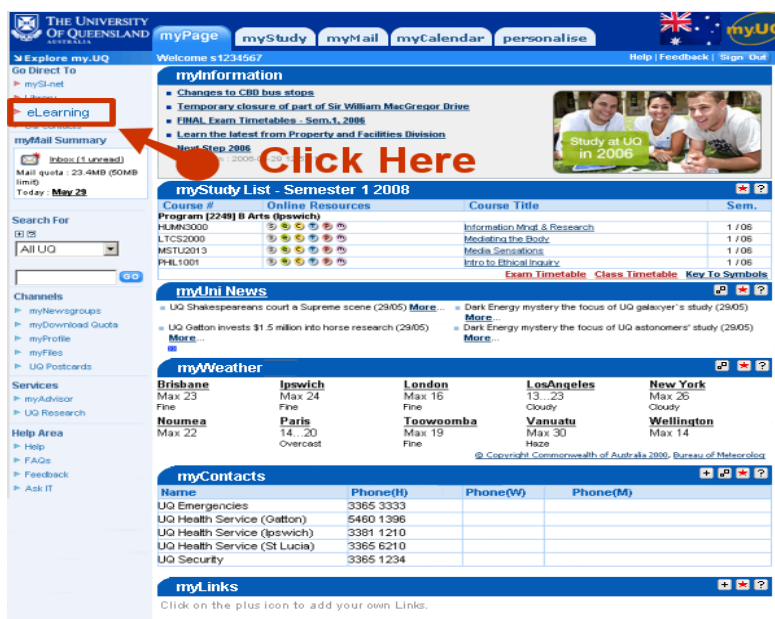 THE UNIVERSITY
OF QUEENSLAND
AUSTRALIA
myPage myStudy myMail myCalendar personalise
my.UQ
Explore my.UQ Welcome s1234567 Help | Feedback | Sign Out
Go Direct To
mySI-net
Library
eLearning
Our contacts
myMail Summary
Inbox (1 unread)
Mail quota : 23.4MB (50MB
limit)
Today : May 29
Search For
All UQ
GO
Channels
myNewsgroups
myDownload Quota
myProfile
myFiles
UQ Postcards
Services
myAdvisor
UQ Research
Help Area
Help
FAQs
Feedback
Ask IT
myInformation
Changes to CBD bus stops
Temporary closure of part of Sir William MacGregor Drive
FINAL Exam Timetables - Sem.1, 2006
Learn the latest from Property and Facilities Division
Next Step 2006
Click Here
Study at UQ
in 2006
myStudy List - Semester 1 2008
Course # Online Resources Course Title Sem.
Program [2249] B Arts (Ipswich)
HUMN3000 Information Mngt & Research 1 / 06
LTCS2000 Mediating the Body 1 / 06
MSTU2013 Media Sensations 1 / 06
PHIL1001 Intro to Ethical Inquiry 1 / 06
Exam Timetable Class Timetable Key To Symbols
myUni News
UQ Shakespeareans court a Supreme scene (29/05) More...
UQ Gatton invests $1.5 million into horse research (29/05)
More...
Dark Energy mystery the focus of UQ galaxyer's study (29/05)
More...
Dark Energy mystery the focus of UQ astonomers' study (29/05)
More...
myWeather
Brisbane Ipswich London LosAngeles New York
Max 23 Max 24 Max 16 13...23 Max 26
Fine Fine Fine Cloudy Cloudy
Noumea Paris Toowoomba Vanuatu Wellington
Max 22 14...20 Max 19 Max 30 Max 14
Overcast Fine Haze
© Copyright Commonwealth of Australia 2000, Bureau of Meteorolog
myContacts
Name Phone(H) Phone(W) Phone(M)
UQ Emergencies 3365 3333
UQ Health Service (Gatton) 5460 1396
UQ Health Service (Ipswich) 3381 1210
UQ Health Service (St Lucia) 3365 6210
UQ Security 3365 1234
myLinks
Click on the plus icon to add your own Links.